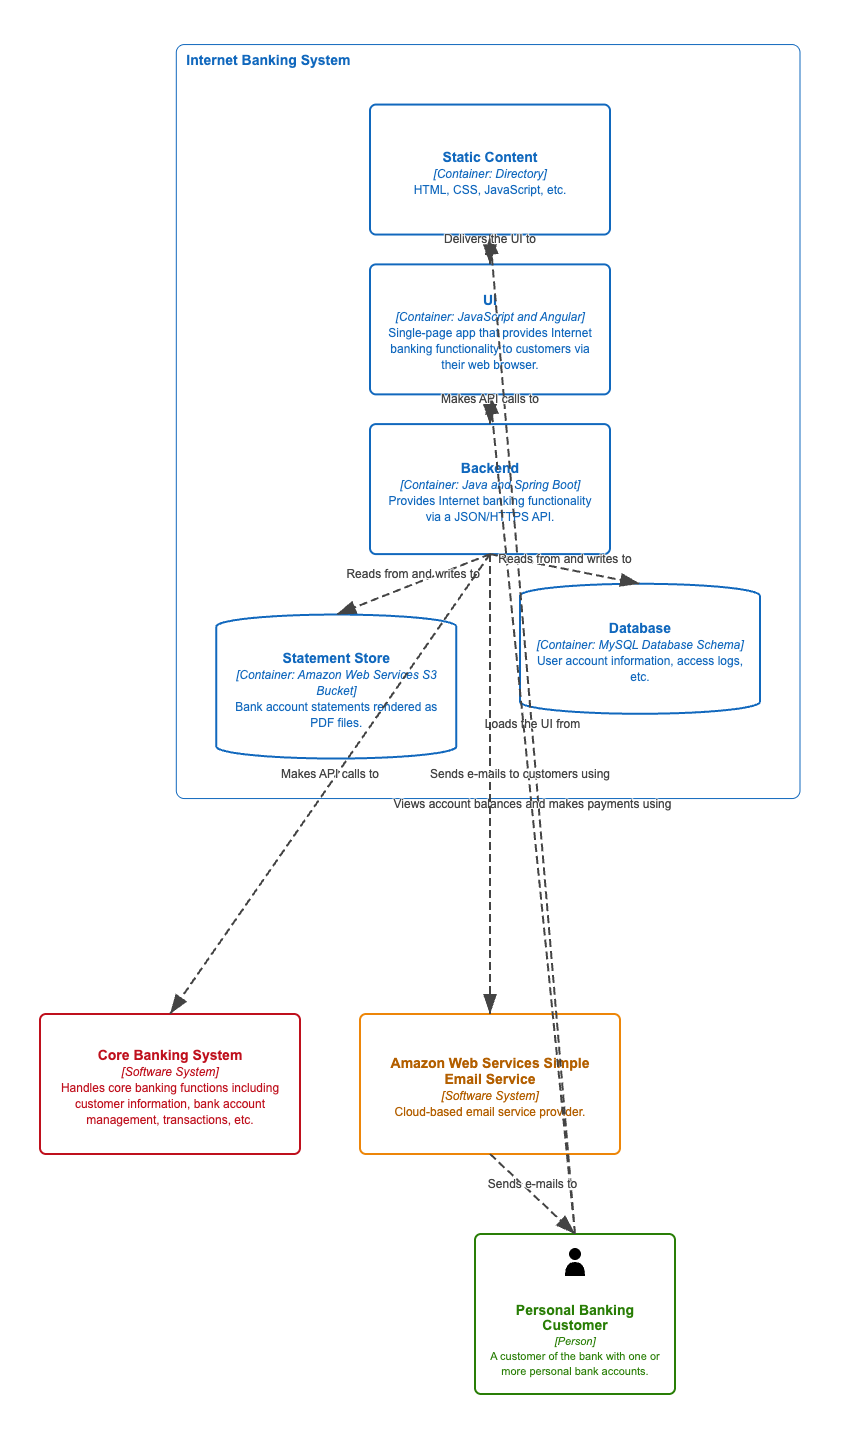 Internet Banking System
Static Content
[Container: Directory]
HTML, CSS, JavaScript, etc.
Delivers the UI to
UI
[Container: JavaScript and Angular]
Single-page app that provides Internet
banking functionality to customers via
their web browser.
Makes API calls to
Backend
[Container: Java and Spring Boot]
Provides Internet banking functionality
via a JSON/HTTPS API.
Reads from and writes to
Reads from and writes to
Statement Store
[Container: Amazon Web Services S3
Bucket]
Bank account statements rendered as
PDF files.
Database
[Container: MySQL Database Schema]
User account information, access logs,
etc.
Loads the UI from
Makes API calls to
Sends e-mails to customers using
Views account balances and makes payments using
Core Banking System
[Software System]
Handles core banking functions including
customer information, bank account
management, transactions, etc.
Amazon Web Services Simple
Email Service
[Software System]
Cloud-based email service provider.
Sends e-mails to
Personal Banking
Customer
[Person]
A customer of the bank with one or
more personal bank accounts.